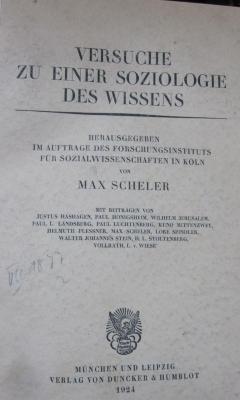 VERSUCHE
ZU EINER SOZIOLOGIE
DES WISSENS
HERAUSGEGEBEN
IM AUFTRAGE DES FORSCHUNGSINSTITUTS
FÜR SOZIALWISSENSCHAFTEN IN KÖLN
VON
MAX SCHELER
MIT BEITRÄGEN VON
JUSTUS HASHAGEN, PAUL HONIGSHEIM, WILHELM JERUSALEM,
PAUL L. LANDSBERG, PAUL LUCHTENBERG, KUNO MITTENZWEY,
HELMUTH PLESSNER, MAX SCHELER, LORE SPINDLER,
WALTER JOHANNES STEIN, H. L. STOLTENBERG,
VOLLRATH, L. v. WIESE
MÜNCHEN UND LEIPZIG
VERLAG VON DUNCKER & HUMBLOT
1924